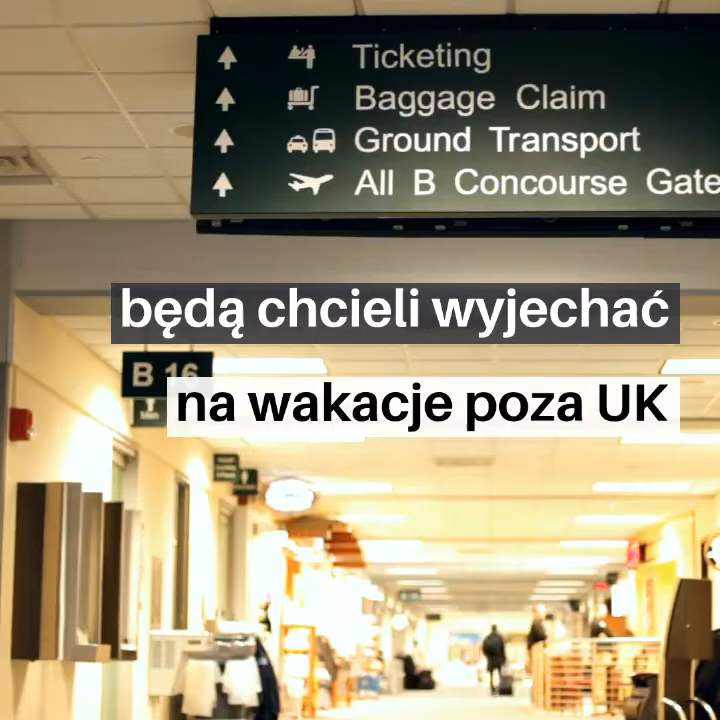 Ticketing
Baggage Claim
Ground Transport
All B Concourse Gate
będą chcieli wyjechać
B 16
na wakacje poza UK